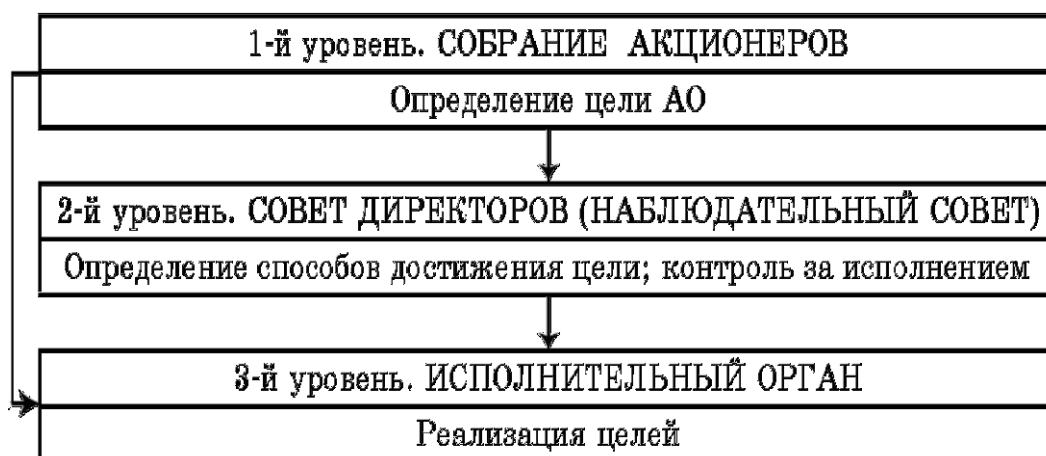 1-й уровень. СОБРАНИЕ АКЦИОНЕРОВ
Определение цели АО
2-й уровень. СОВЕТ ДИРЕКТОРОВ (НАБЛЮДАТЕЛЬНЫЙ СОВЕТ)
Определение способов достижения цели; контроль за исполнением
3-й уровень. ИСПОЛНИТЕЛЬНЫЙ ОРГАН
Реализация целей